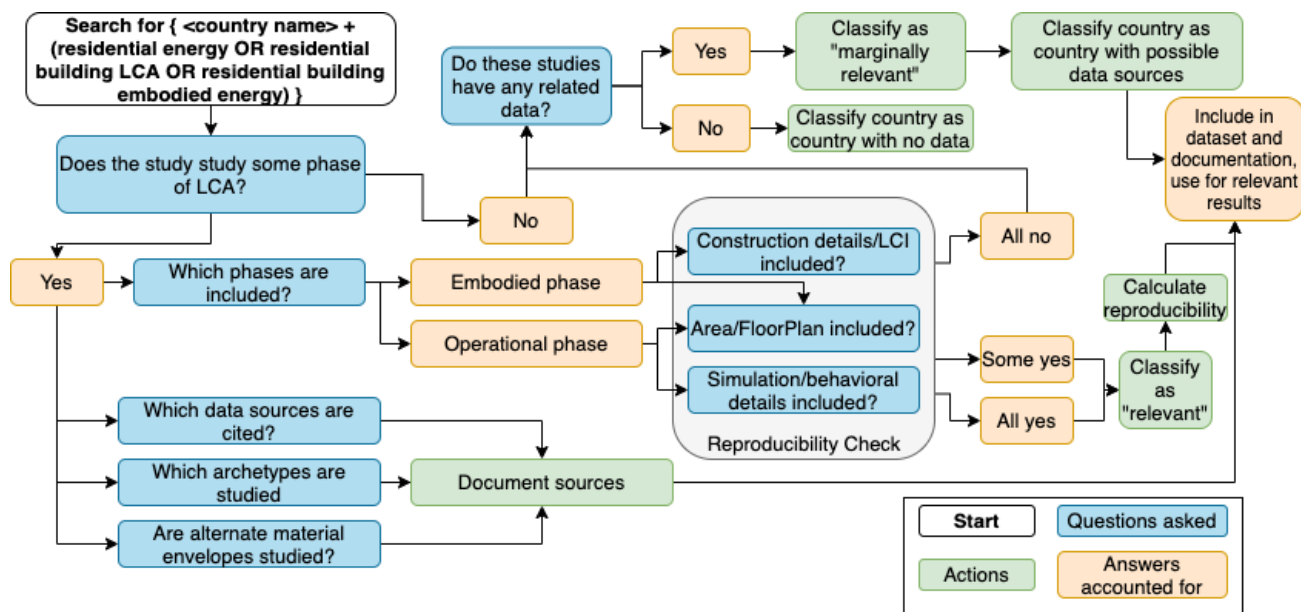 Search for { <country name> +
(residential energy OR residential
building LCA OR residential building
embodied energy) }
Does the study study some phase
of LCA?
No
Yes
Which phases are
included?
Embodied phase
Operational phase
Which data sources are
cited?
Which archetypes are
studied
Are alternate material
envelopes studied?
Document sources
Do these studies
have any related
data?
Yes
No
Classify as
"marginally
relevant"
Classify country as
country with no data
Classify country as
country with possible
data sources
Include in
dataset and
documentation,
use for relevant
results
Construction details/LCI
included?
Area/FloorPlan included?
Simulation/behavioral
details included?
Reproducibility Check
All no
Some yes
All yes
Calculate
reproducibility
Classify
as
"relevant"
Start
Questions asked
Actions
Answers
accounted for